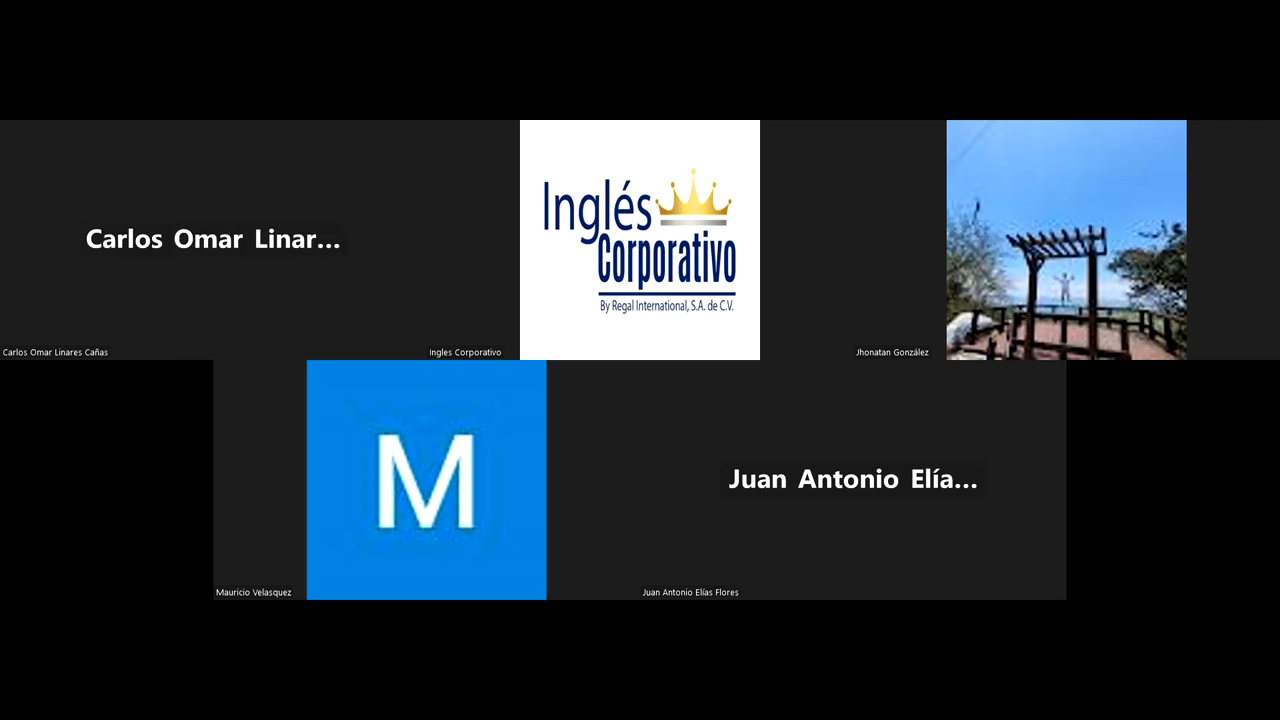 Carlos Omar Linar...
Carlos Omar Linares Cañas
Inglés
Corporativo
By Regal International, S.A. de C.V.
Ingles Corporativo
Jhonatan González
M
Mauricio Velasquez
Juan Antonio Elía...
Juan Antonio Elías Flores